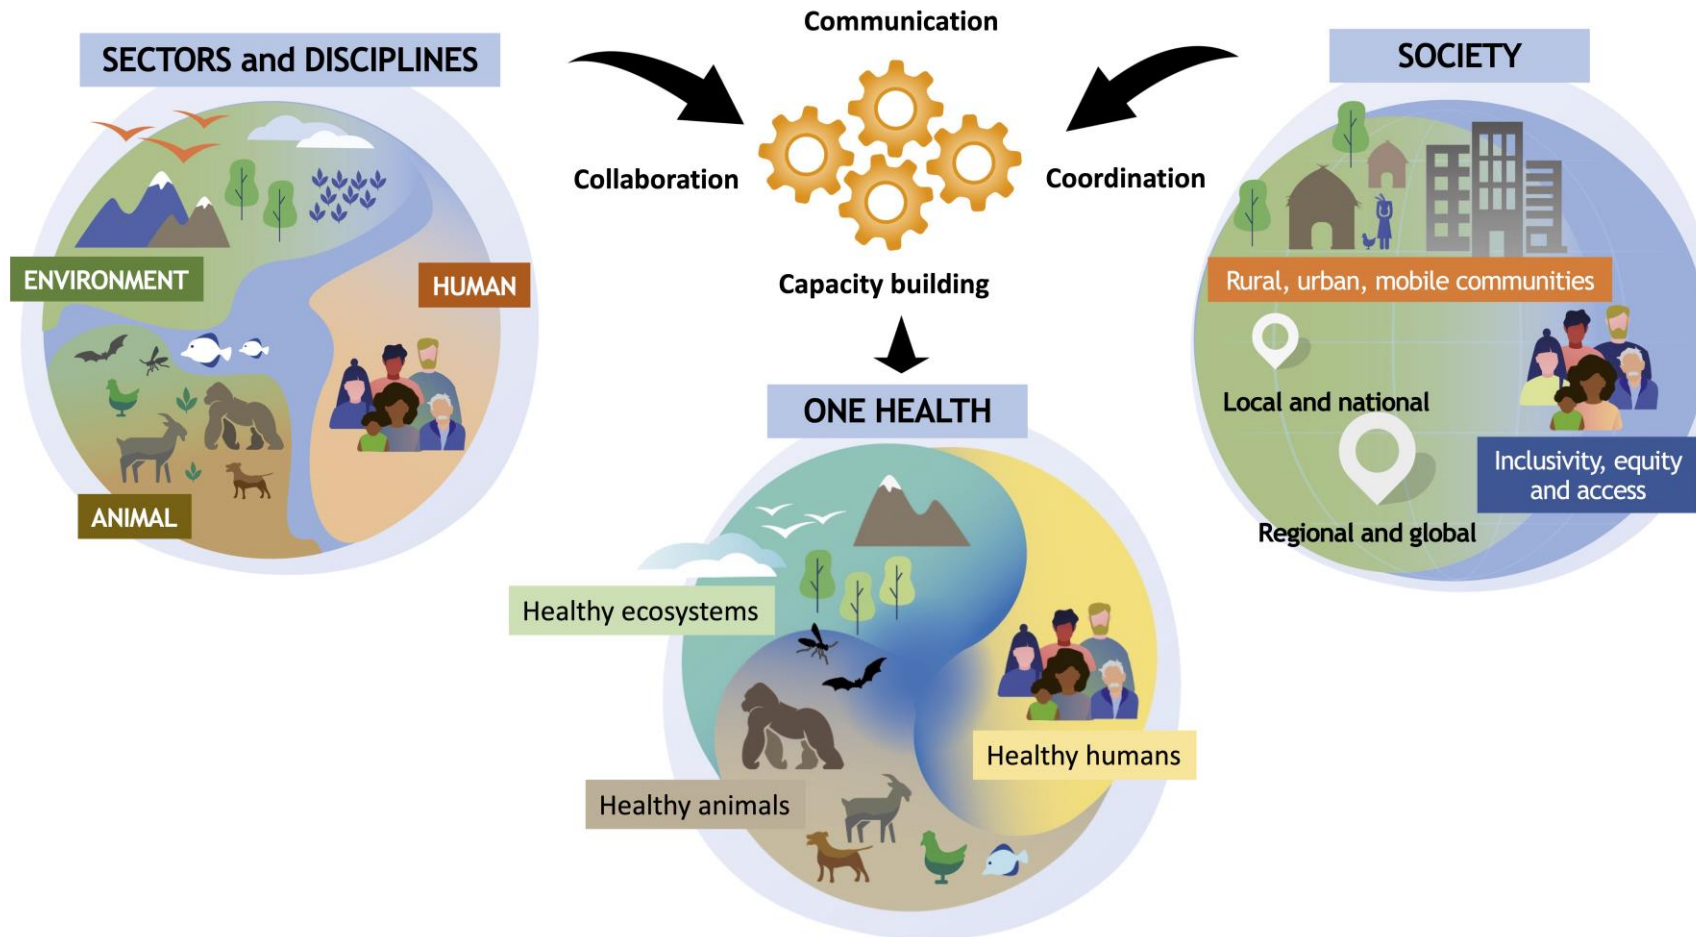 SECTORS and DISCIPLINES
ENVIRONMENT
HUMAN
ANIMAL
Communication
Collaboration
Coordination
Capacity building
SOCIETY
Rural, urban, mobile communities
Local and national
Regional and global
Inclusivity, equity
and access
ONE HEALTH
Healthy ecosystems
Healthy humans
Healthy animals